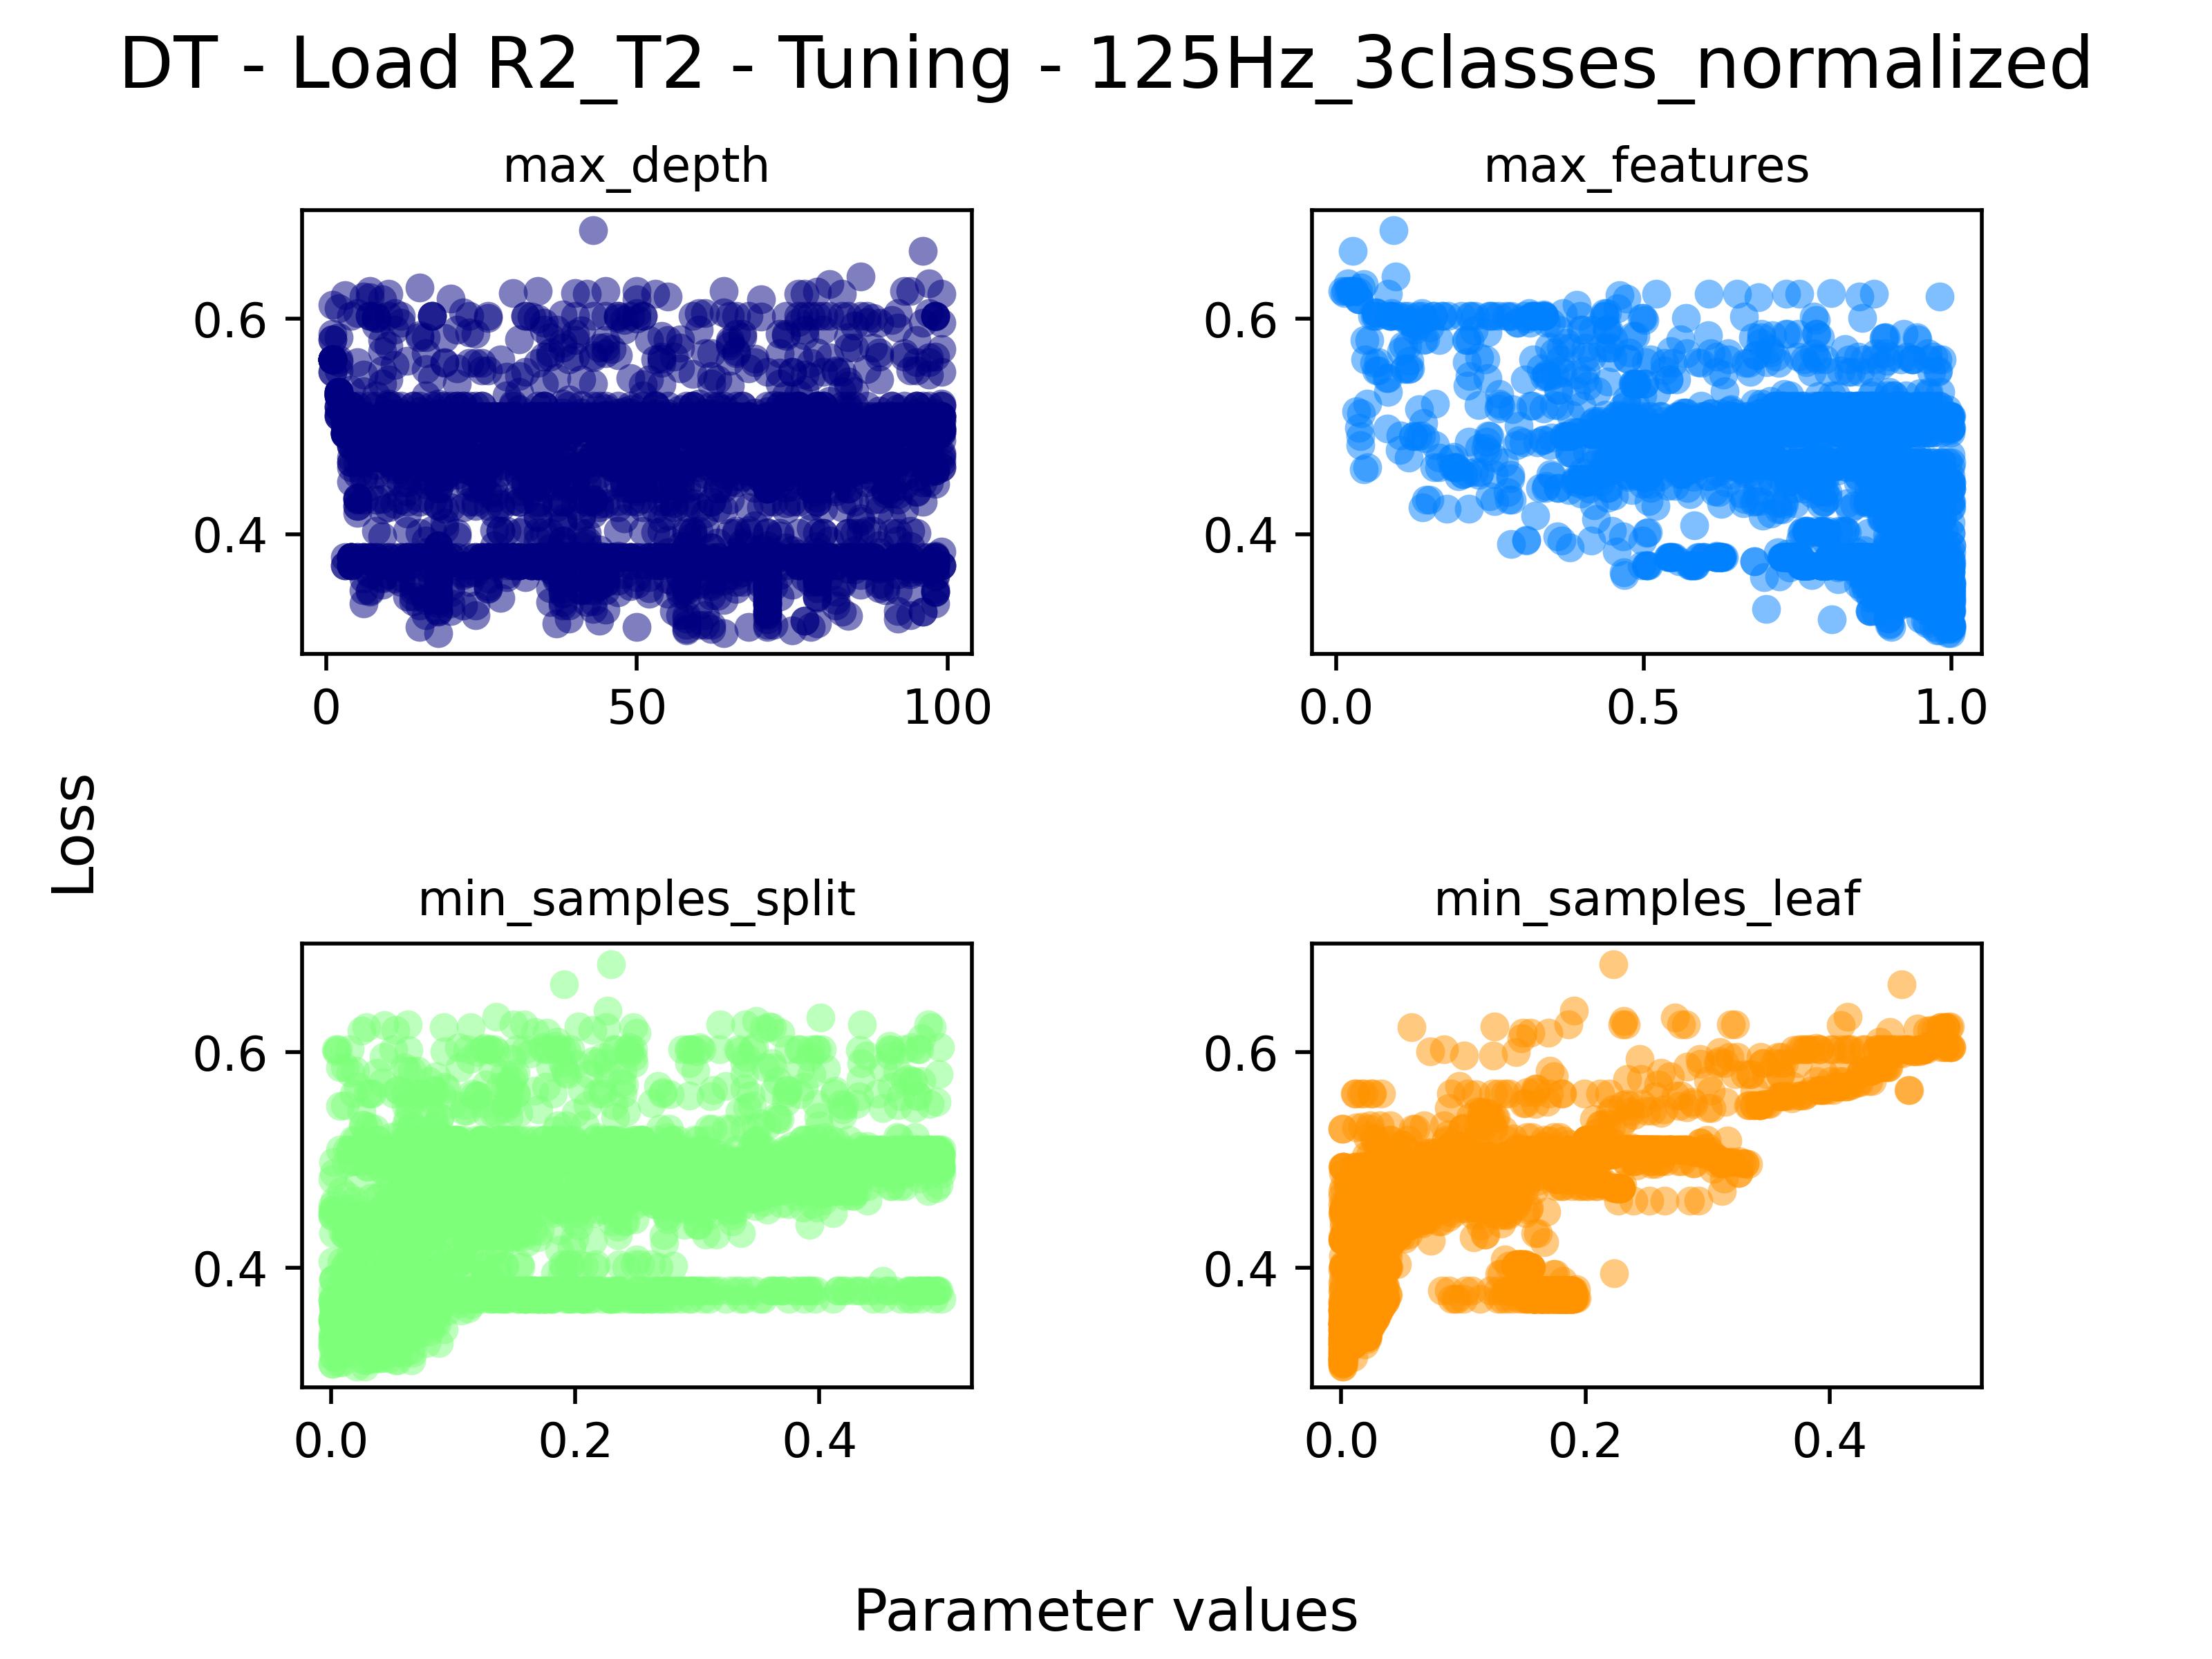 DT - Load R2_T2 - Tuning - 125Hz_3classes_normalized
max_depth
max_features
0.6
0.4
0 50 100
0.6
0.4
0.0 0.5 1.0
Loss
min_samples_split
min_samples_leaf
0.6
0.4
0.0 0.2 0.4
0.6
0.4
0.0 0.2 0.4
Parameter values